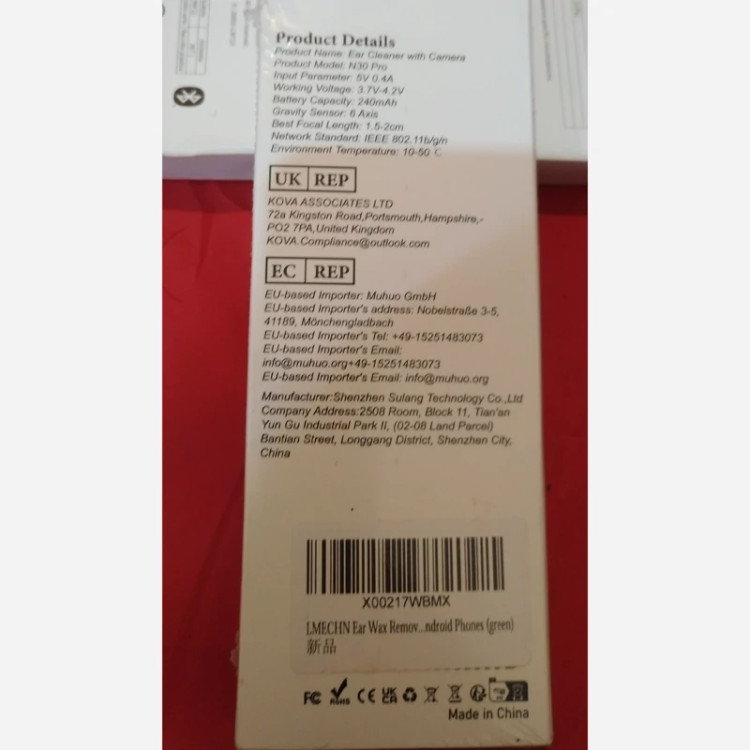 Product Details
Product Name: Ear Cleaner with Camera
Product Model: N30 Pro
Input Parameter: 5V 0.4A
Working Voltage: 3.7V-4.2V
Battery Capacity: 240mAh
Gravity Sensor: 6 Axis
Best Focal Length: 1.5-2cm
Network Standard: IEEE 802.11b/g/n
Environment Temperature: 10-50 C
UK REP
KOVA ASSOCIATES LTD
72a Kingston Road,Portsmouth,Hampshire,-
PO2 7PA,United Kingdom
KOVA.Compliance@outlook.com
EC REP
EU-based Importer: Muhuo GmbH
EU-based Importer's address: Nobelstraße 3-5,
41189, Mönchengladbach
EU-based Importer's Tel: +49-15251483073
EU-based Importer's Email:
info@muhuo.org+49-15251483073
EU-based Importer's Email: info@muhuo.org
Manufacturer:Shenzhen Sulang Technology Co.,Ltd
Company Address:2508 Room, Block 11, Tian'an
Yun Gu Industrial Park II, (02-08 Land Parcel)
Bantian Street, Longgang District, Shenzhen City,
China
X00217WBMX
LMECHN Ear Wax Remov...ndroid Phones (green)
新品
FC RoHS CE UK CA
Made in China